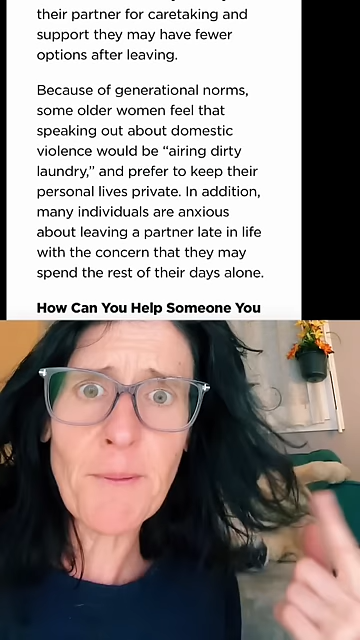 their partner for caretaking and
support they may have fewer
options after leaving.
Because of generational norms,
some older women feel that
speaking out about domestic
violence would be “airing dirty
laundry,” and prefer to keep their
personal lives private. In addition,
many individuals are anxious
about leaving a partner late in life
with the concern that they may
spend the rest of their days alone.
How Can You Help Someone You